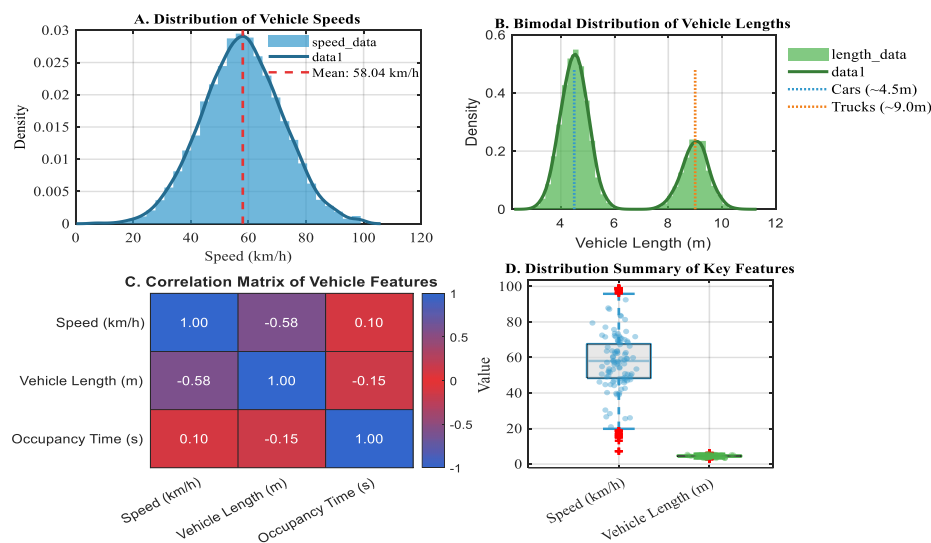 A. Distribution of Vehicle Speeds
0.03
0.025
0.02
0.015
0.01
0.005
0
Density
speed_data
data1
Mean: 58.04 km/h
0 20 40 60 80 100 120
Speed (km/h)
B. Bimodal Distribution of Vehicle Lengths
0.6
0.4
0.2
0
Density
4 6 8 10 12
Vehicle Length (m)
length_data
data1
Cars (~4.5m)
Trucks (~9.0m)
C. Correlation Matrix of Vehicle Features
Speed (km/h) 1.00 -0.58 0.10
Vehicle Length (m) -0.58 1.00 -0.15
Occupancy Time (s) 0.10 -0.15 1.00
Speed (km/h)
Vehicle Length (m)
Occupancy Time (s)
1
0.5
0
-0.5
-1
D. Distribution Summary of Key Features
100
80
60
40
20
0
Value
Speed (km/h)
Vehicle Length (m)